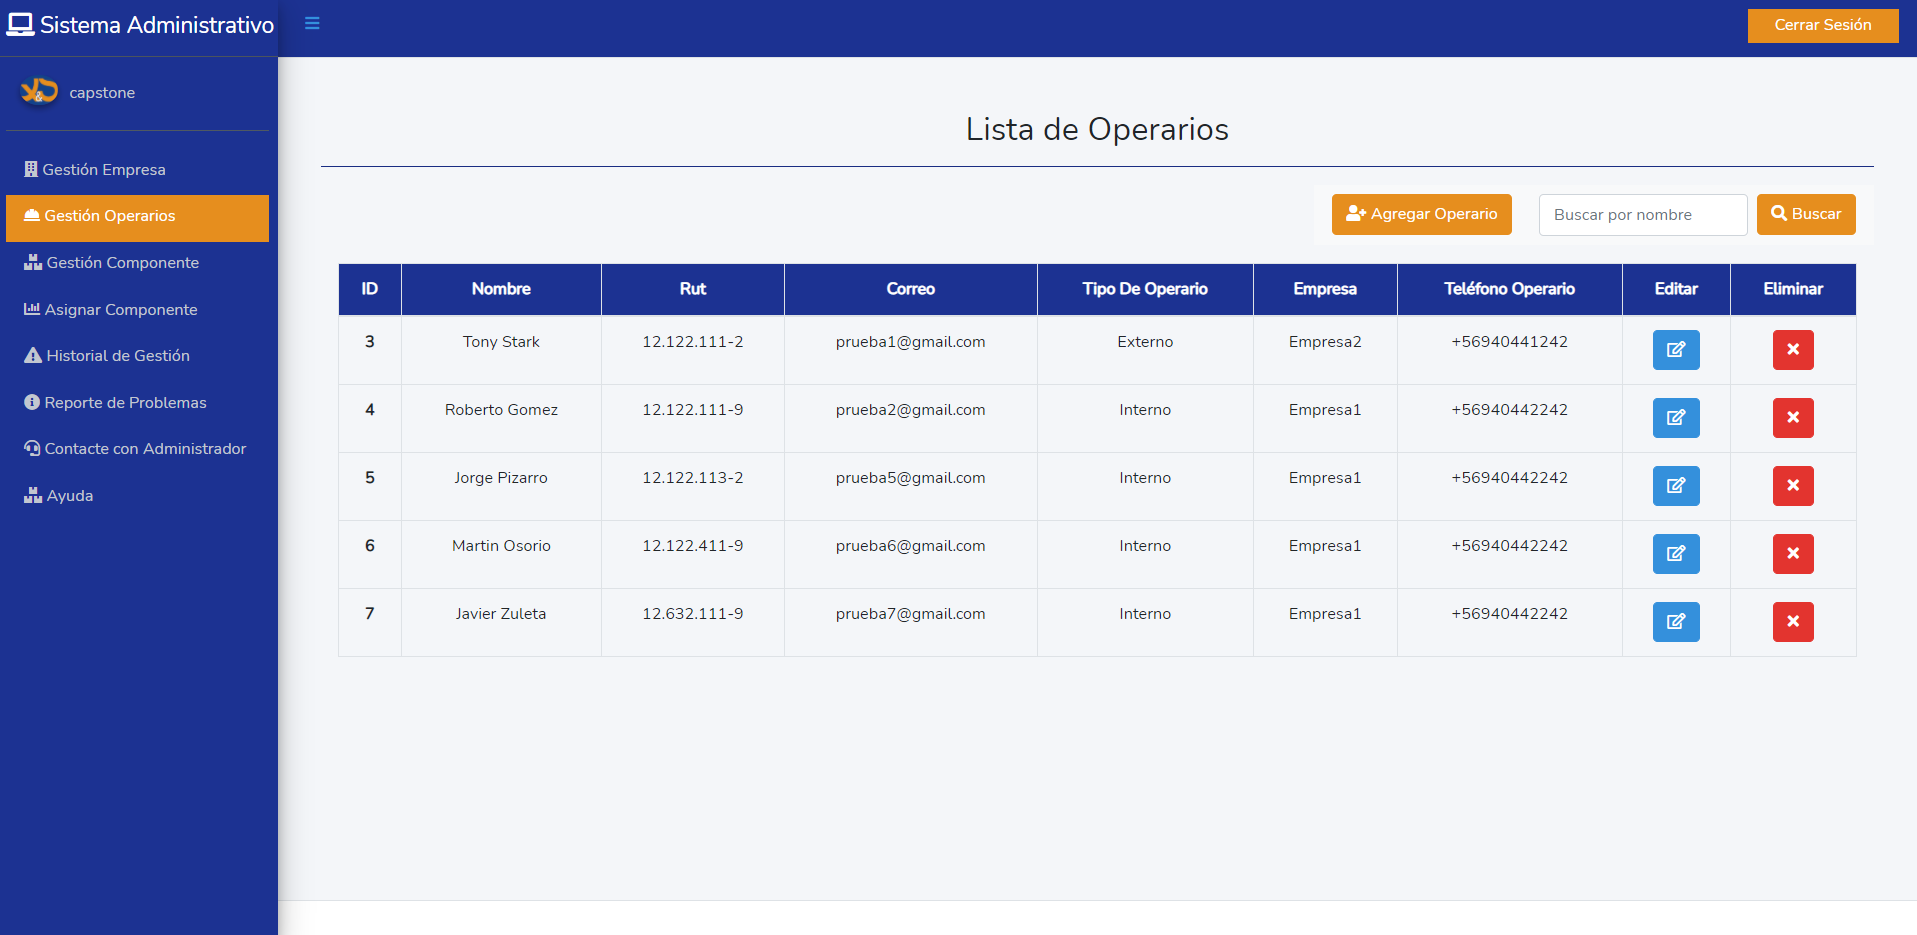 Sistema Administrativo
Cerrar Sesión
capstone
Gestión Empresa
Gestión Operarios
Gestión Componente
Asignar Componente
Historial de Gestión
Reporte de Problemas
Contacte con Administrador
Ayuda
Lista de Operarios
Agregar Operario Buscar por nombre Buscar
ID Nombre Rut Correo Tipo De Operario Empresa Teléfono Operario Editar Eliminar
3 Tony Stark 12.122.111-2 prueba1@gmail.com Externo Empresa2 +56940441242
4 Roberto Gomez 12.122.111-9 prueba2@gmail.com Interno Empresa1 +56940442242
5 Jorge Pizarro 12.122.113-2 prueba5@gmail.com Interno Empresa1 +56940442242
6 Martin Osorio 12.122.411-9 prueba6@gmail.com Interno Empresa1 +56940442242
7 Javier Zuleta 12.632.111-9 prueba7@gmail.com Interno Empresa1 +56940442242